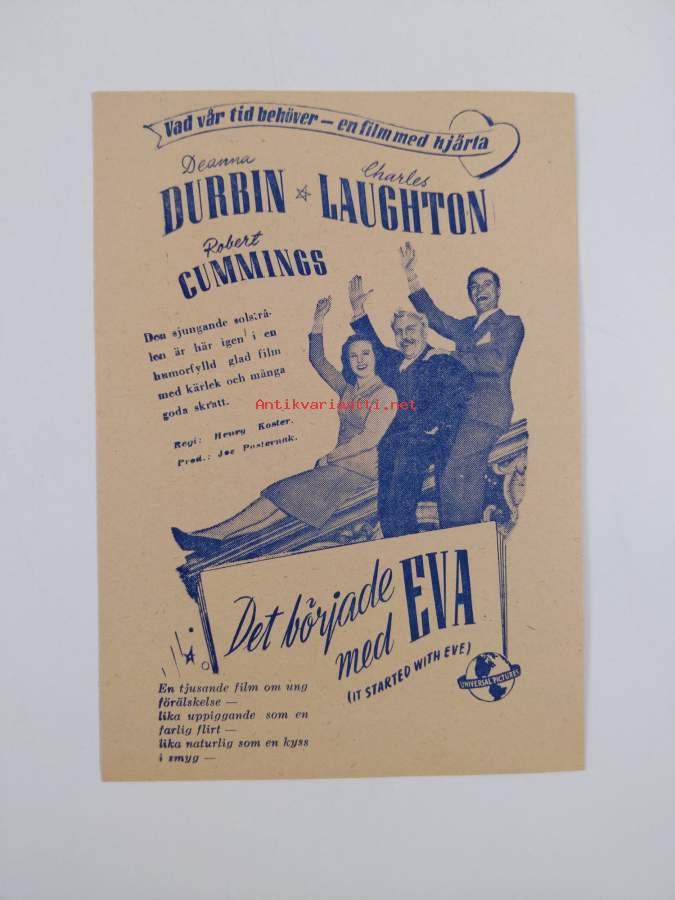 Vad vår tid behöver — en film med hjärta
Deanna
DURBIN
Charles
LAUGHTON
Robert
CUMMINGS
Den sjungande solstrå-
len är här igen i en
humorfylld glad film
med kärlek och många
goda skratt.
Regi: Henry Koster.
Prod.: Joe Pasternak.
Antikvariaatti.net
Det började
med EVA
(IT STARTED WITH EVE)
UNIVERSAL PICTURES
En tjusande film om ung
förälskelse —
lika uppiggande som en
farlig flirt —
lika naturlig som en kyss
i smyg —